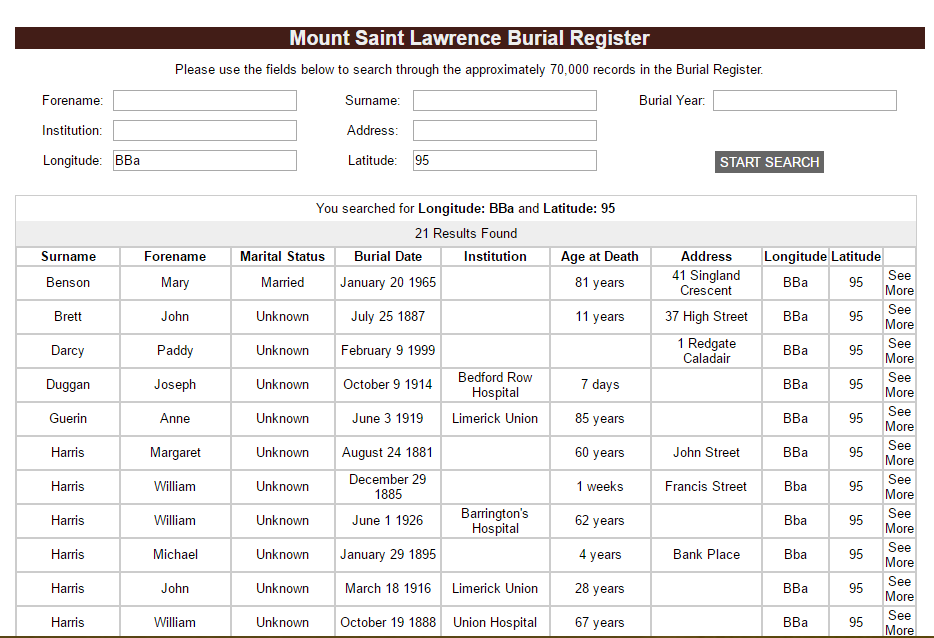 Mount Saint Lawrence Burial Register
Please use the fields below to search through the approximately 70,000 records in the Burial Register.
Forename: Surname: Burial Year:
Institution: Address:
Longitude: BBa Latitude: 95 START SEARCH
You searched for Longitude: BBa and Latitude: 95
21 Results Found
Surname Forename Marital Status Burial Date Institution Age at Death Address Longitude Latitude
Benson Mary Married January 20 1965 81 years 41 Singland Crescent BBa 95 See More
Brett John Unknown July 25 1887 11 years 37 High Street BBa 95 See More
Darcy Paddy Unknown February 9 1999 1 Redgate Caladair BBa 95 See More
Duggan Joseph Unknown October 9 1914 Bedford Row Hospital 7 days BBa 95 See More
Guerin Anne Unknown June 3 1919 Limerick Union 85 years BBa 95 See More
Harris Margaret Unknown August 24 1881 60 years John Street BBa 95 See More
Harris William Unknown December 29 1885 1 weeks Francis Street Bba 95 See More
Harris William Unknown June 1 1926 Barrington's Hospital 62 years Bba 95 See More
Harris Michael Unknown January 29 1895 4 years Bank Place Bba 95 See More
Harris John Unknown March 18 1916 Limerick Union 28 years BBa 95 See More
Harris William Unknown October 19 1888 Union Hospital 67 years BBa 95 See More